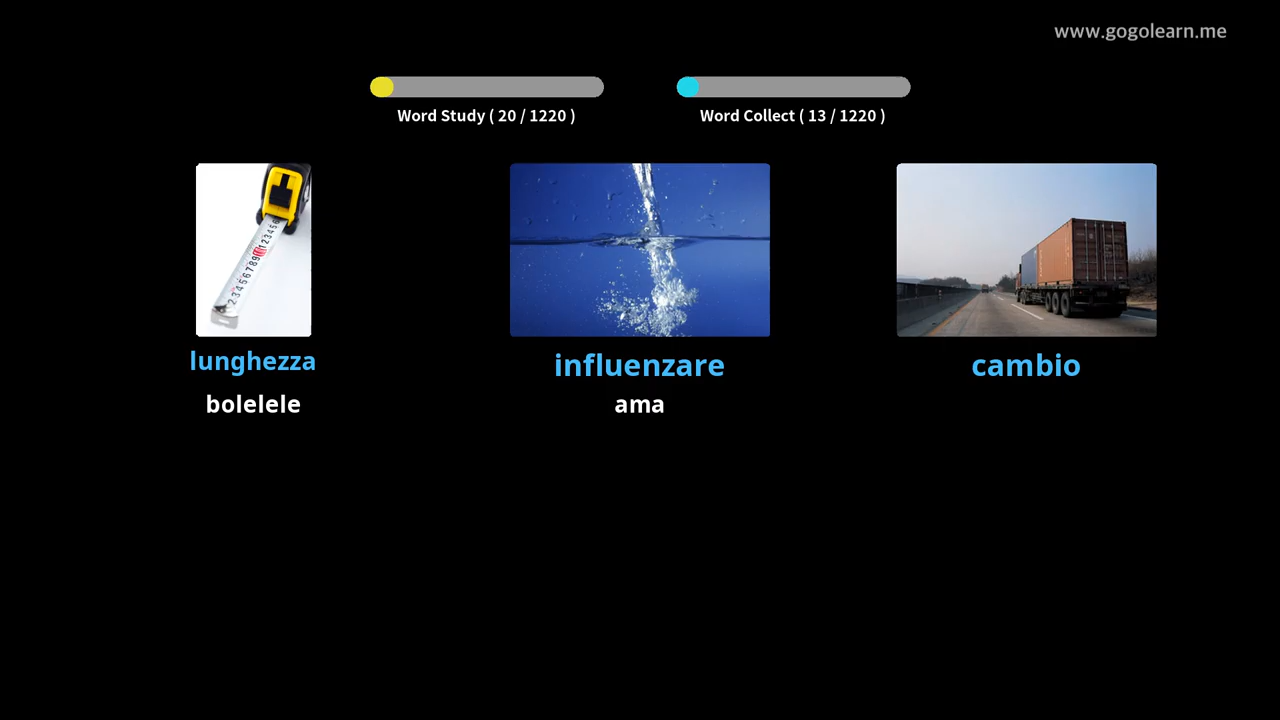 www.gogolearn.me
Word Study ( 20 / 1220 )
Word Collect ( 13 / 1220 )
lunghezza
influenzare
cambio
bolelele
ama